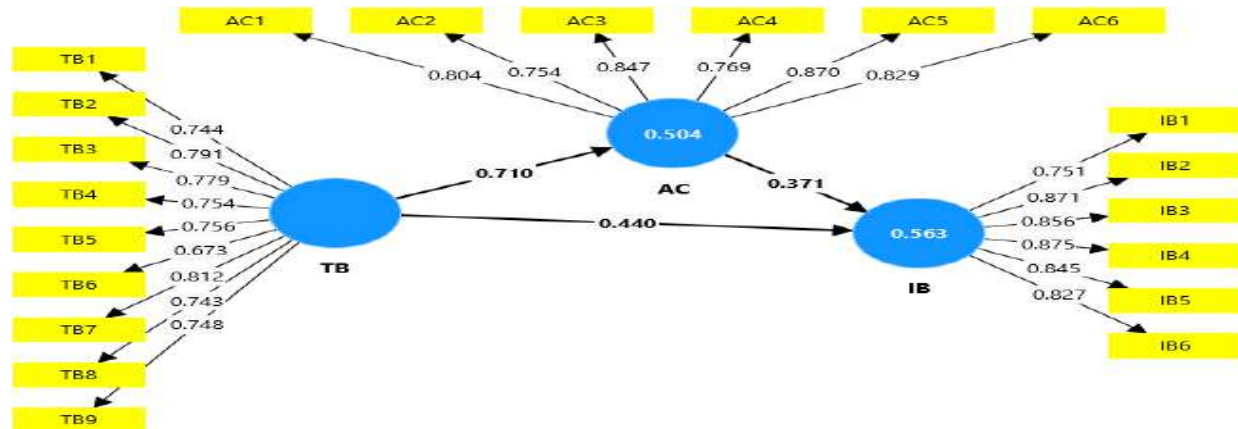 AC1 AC2 AC3 AC4 AC5 AC6
0.804 0.754 0.847 0.769 0.870 0.829
TB1
TB2
TB3
TB4
TB5
TB6
TB7
TB8
TB9
0.744
0.791
0.779
0.754
0.756
0.673
0.812
0.743
0.748
TB
0.710
0.440
0.504
AC
0.371
0.563
IB
0.751
0.871
0.856
0.875
0.845
0.827
IB1
IB2
IB3
IB4
IB5
IB6